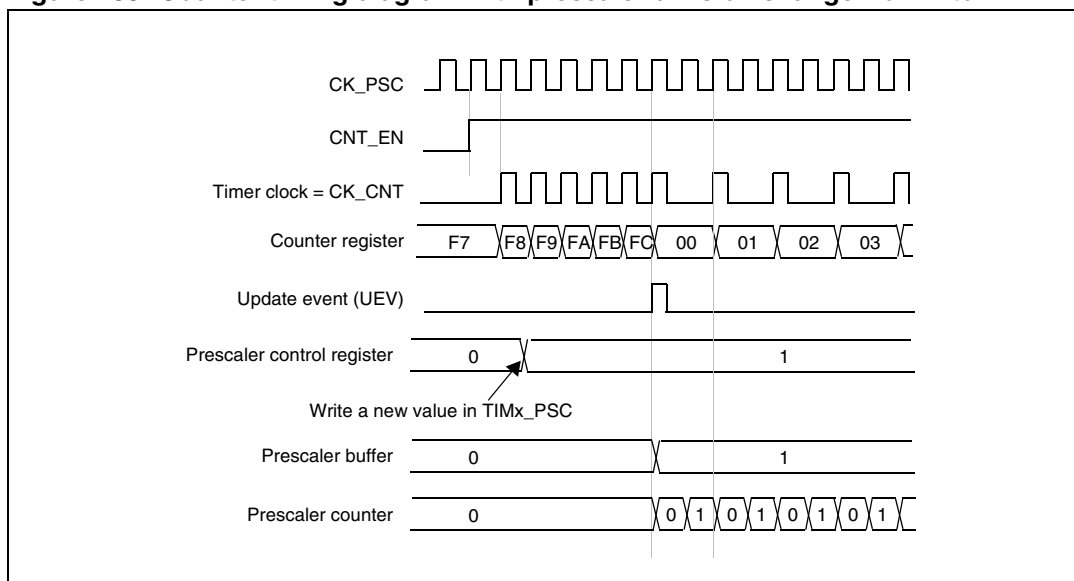 CK_PSC
CNT_EN
Timer clock = CK_CNT
Counter register F7 F8 F9 FA FB FC 00 01 02 03
Update event (UEV)
Prescaler control register 0 1
Write a new value in TIMx_PSC
Prescaler buffer 0 1
Prescaler counter 0 0 1 0 1 0 1 0 1